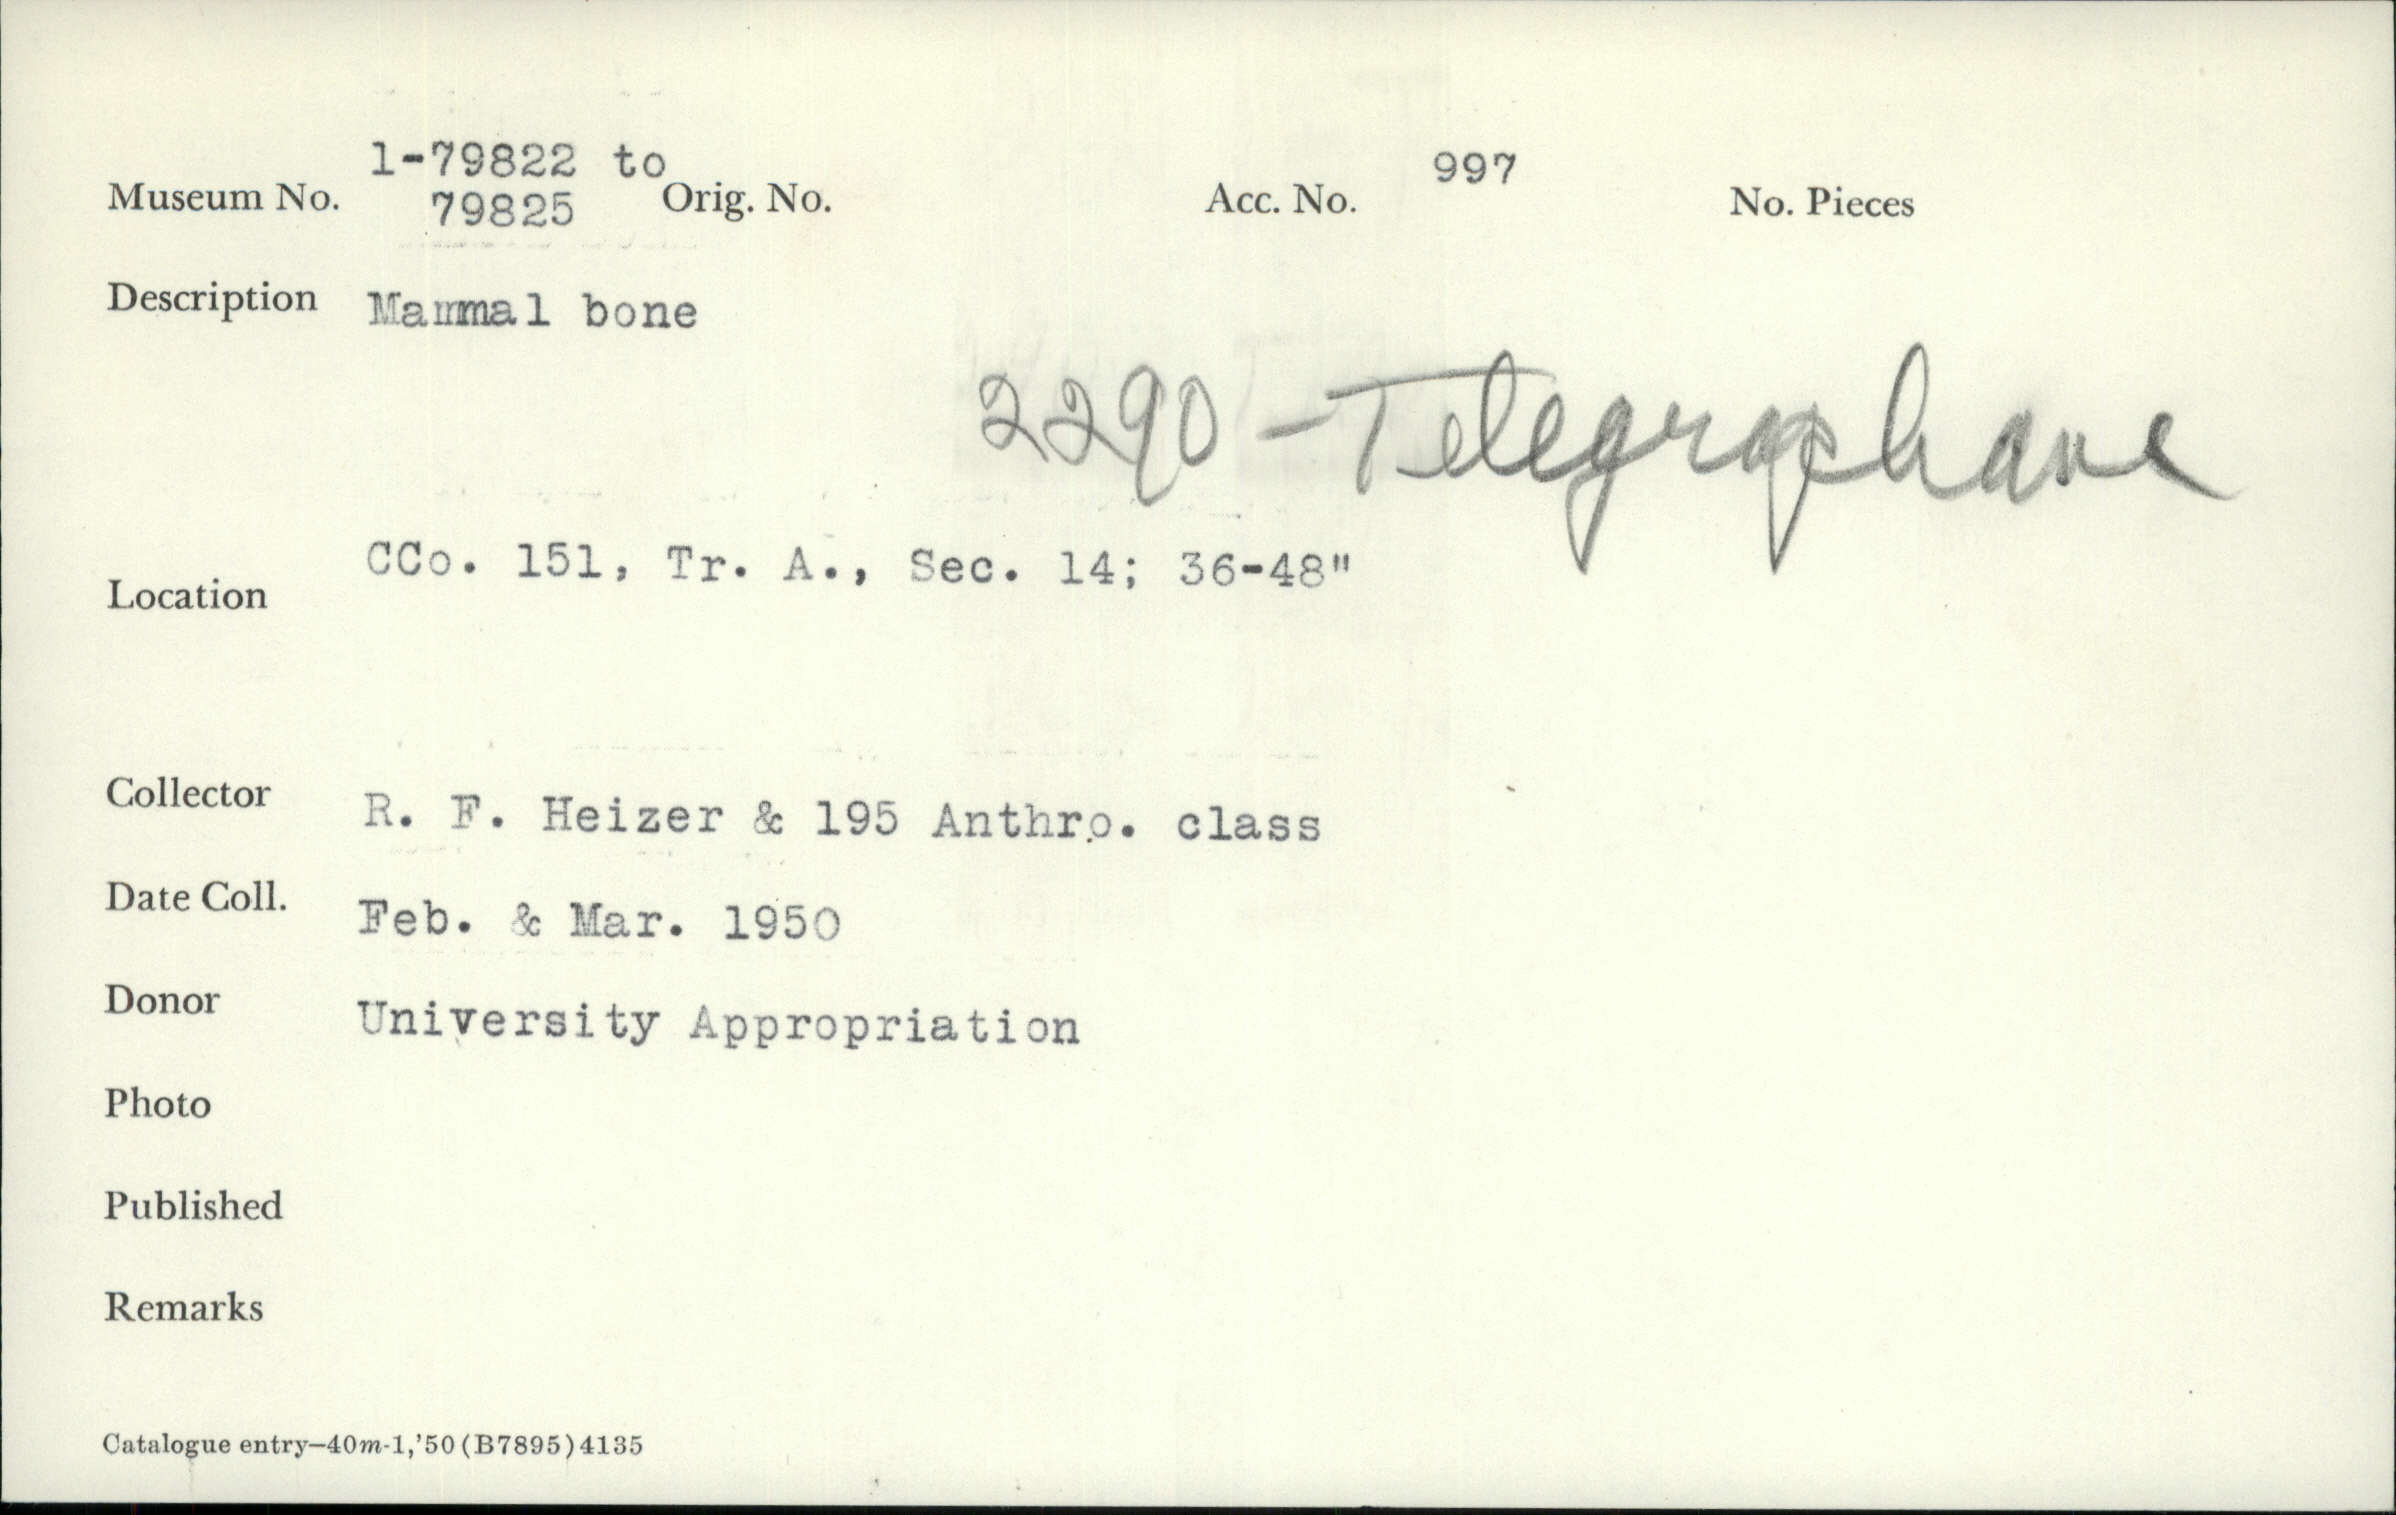 1-79822 to
Museum No. 79825 Orig. No. Acc. No. 997 No. Pieces
Description Mammal bone
2290 - Telegraph ave
Location CCo. 151, Tr. A., Sec. 14; 36-48"
Collector R. F. Heizer & 195 Anthro. class
Date Coll. Feb. & Mar. 1950
Donor University Appropriation
Photo
Published
Remarks
Catalogue entry—40m-1,'50(B7895)4135